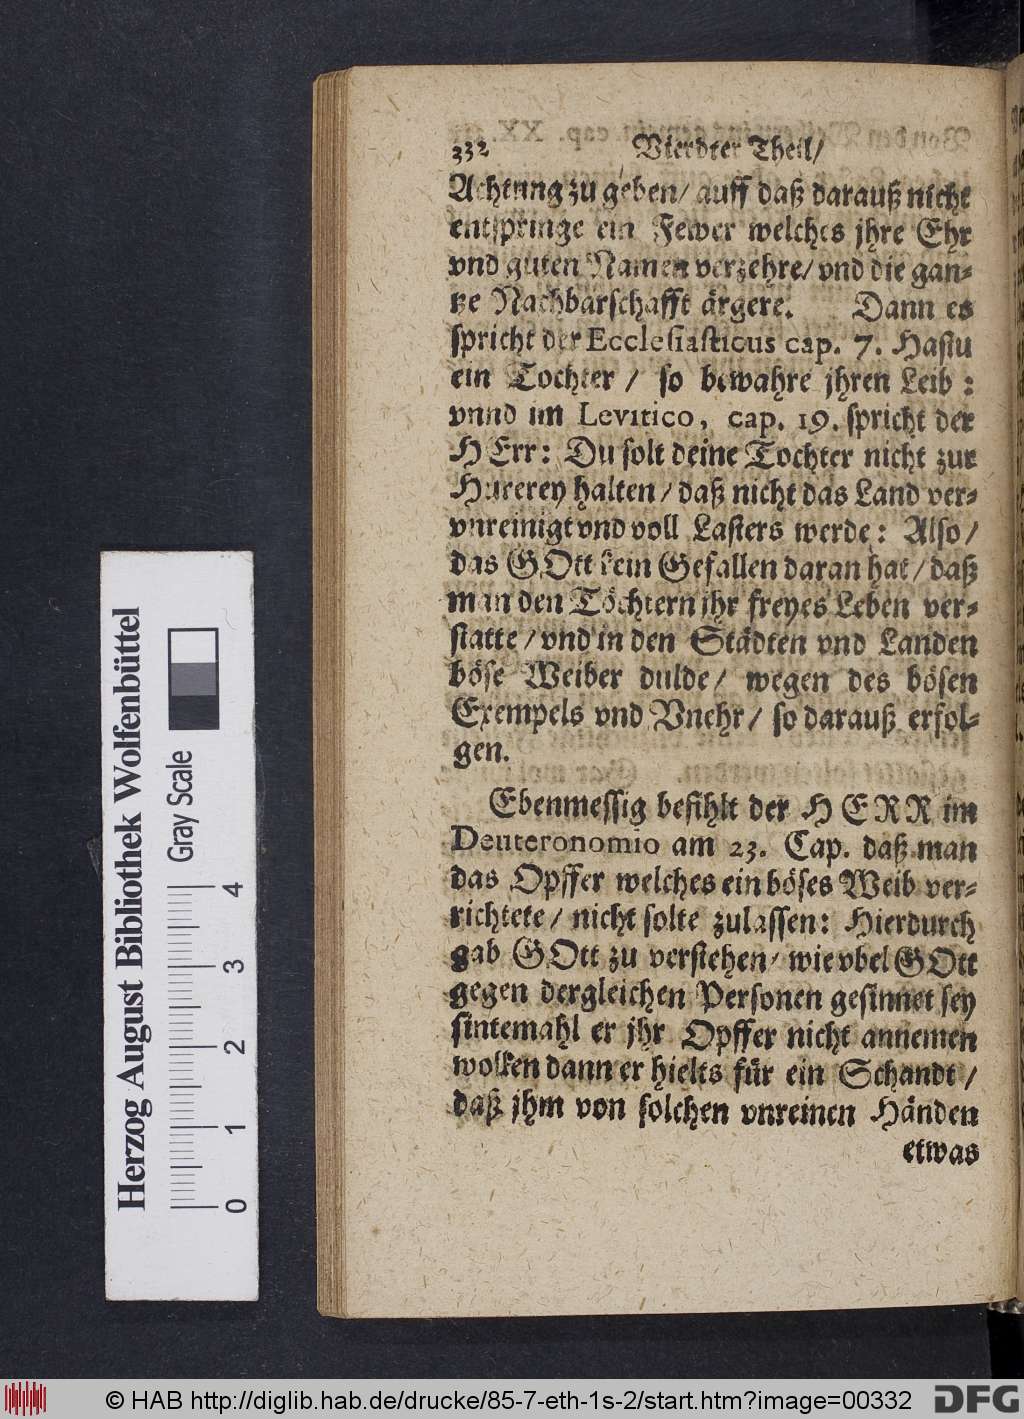 332 Vierdter Theil/
Achtung zu geben/ auff daß darauß nicht
entspringe ein Fewer welches jhre Ehr
vnd guten Namen verzehre/ vnd die gan-
tze Nachbarschafft ärgere. Dann es
spricht der Ecclesiasticus cap. 7. Hastu
ein Tochter / so bewahre jhren Leib :
vnnd im Levitico, cap. 19. spricht der
HErr: Du solt deine Tochter nicht zur
Hurerey halten / daß nicht das Land ver-
vnreinigt vnd voll Lasters werde : Also /
das GOtt kein Gefallen daran hat / daß
man den Töchtern jhr freyes Leben ver-
statte / vnd in den Städten vnd Landen
böse Weiber dulde/ wegen des bösen
Exempels vnd Vnehr/ so darauß erfol-
gen.
Ebenmessig befihlt der HERR im
Deuteronomio am 23. Cap. daß man
das Opffer welches ein böses Weib ver-
richtete / nicht solte zulassen: Hierdurch
gab GOtt zu verstehen/ wie vbel GOtt
gegen dergleichen Personen gesinnet sey
sintemahl er jhr Opffer nicht annemen
wolken dann er hielts für ein Schandt /
daß jhm von solchen vnreinen Händen
etwas
Herzog August Bibliothek Wolfenbüttel
Gray Scale
0 1 2 3 4
© HAB http://diglib.hab.de/drucke/85-7-eth-1s-2/start.htm?image=00332
DFG